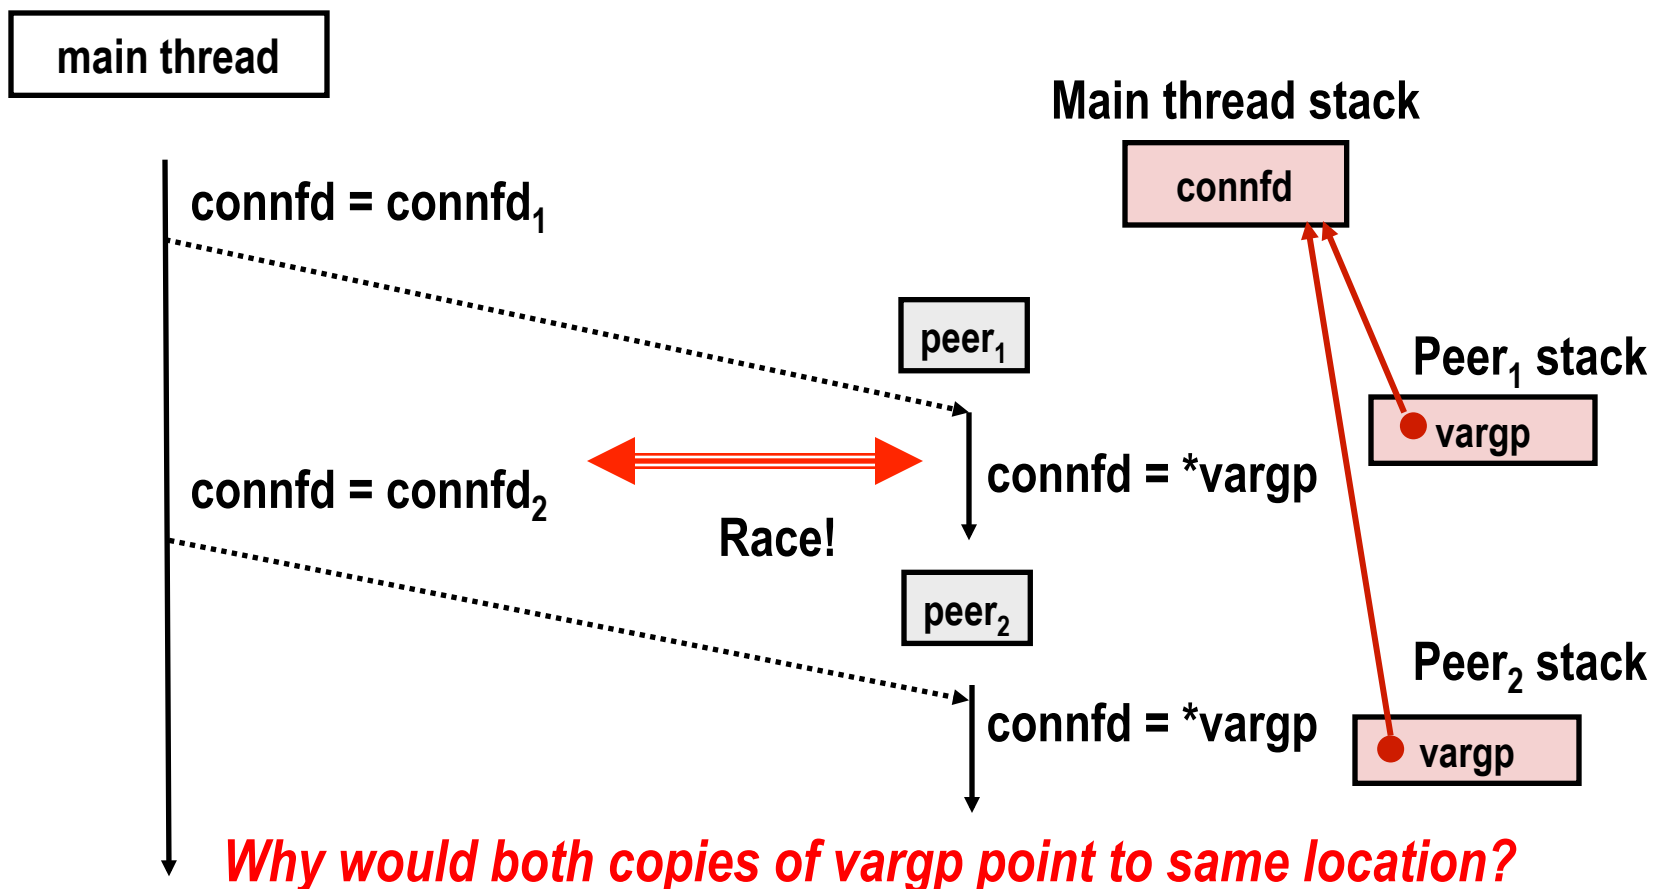 main thread
Main thread stack
connfd
connfd = connfd₁
peer₁
Peer₁ stack
vargp
connfd = *vargp
connfd = connfd₂
Race!
peer₂
Peer₂ stack
connfd = *vargp
vargp
Why would both copies of vargp point to same location?